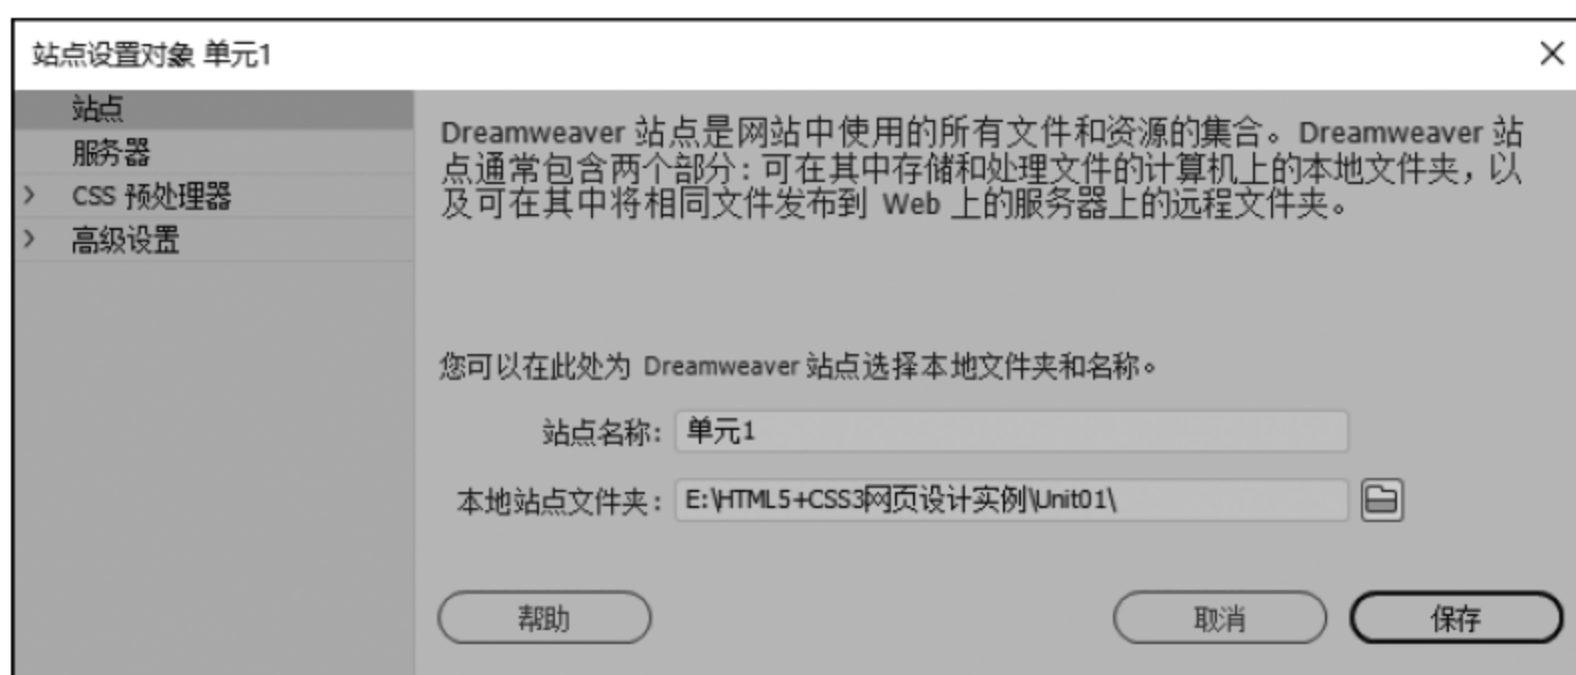 站点设置对象 单元1
站点
服务器
CSS 预处理器
高级设置
Dreamweaver 站点是网站中使用的所有文件和资源的集合。Dreamweaver 站
点通常包含两个部分：可在其中存储和处理文件的计算机上的本地文件夹，以
及可在其中将相同文件发布到 Web 上的服务器上的远程文件夹。
您可以在此处为 Dreamweaver 站点选择本地文件夹和名称。
站点名称： 单元1
本地站点文件夹： E:\HTML5+CSS3网页设计实例\Unit01\
帮助 取消 保存